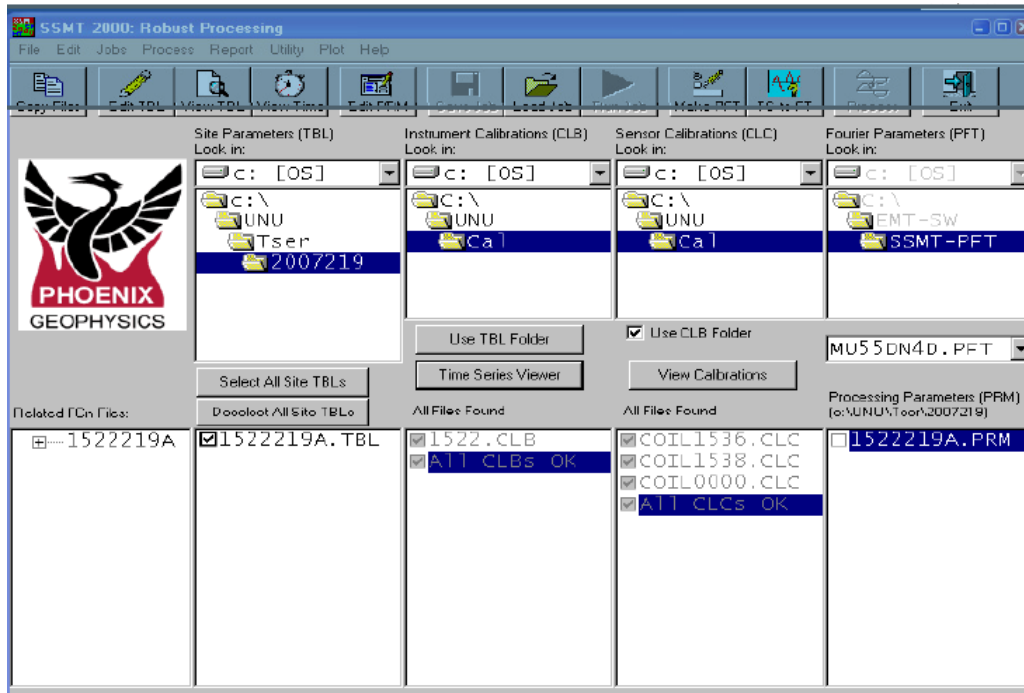 SSMT 2000: Robust Processing
File Edit Jobs Process Report Utility Plot Help
Copy Files Edit TBL View TBL View Time Edit PRM Save Job Load Job Run Job Make PFT TS to FT Process Exit
Site Parameters (TBL) Instrument Calibrations (CLB) Sensor Calibrations (CLC) Fourier Parameters (PFT)
Look in: Look in: Look in: Look in:
c: [OS] c: [OS] c: [OS] c: [OS]
C:\ C:\ C:\ C:\
UNU UNU UNU EMT-SW
Tser Cal Cal SSMT-PFT
2007219
PHOENIX
GEOPHYSICS
Use TBL Folder Use CLB Folder
MU55DN4D.PFT
Select All Site TBLs Time Series Viewer View Calibrations
Processing Parameters (PRM)
Deselect All Site TBLs All Files Found All Files Found
1522219A 1522219A.TBL 1522.CLB COIL1536.CLC 1522219A.PRM
All CLBs OK COIL1538.CLC
COIL0000.CLC
All CLCs OK